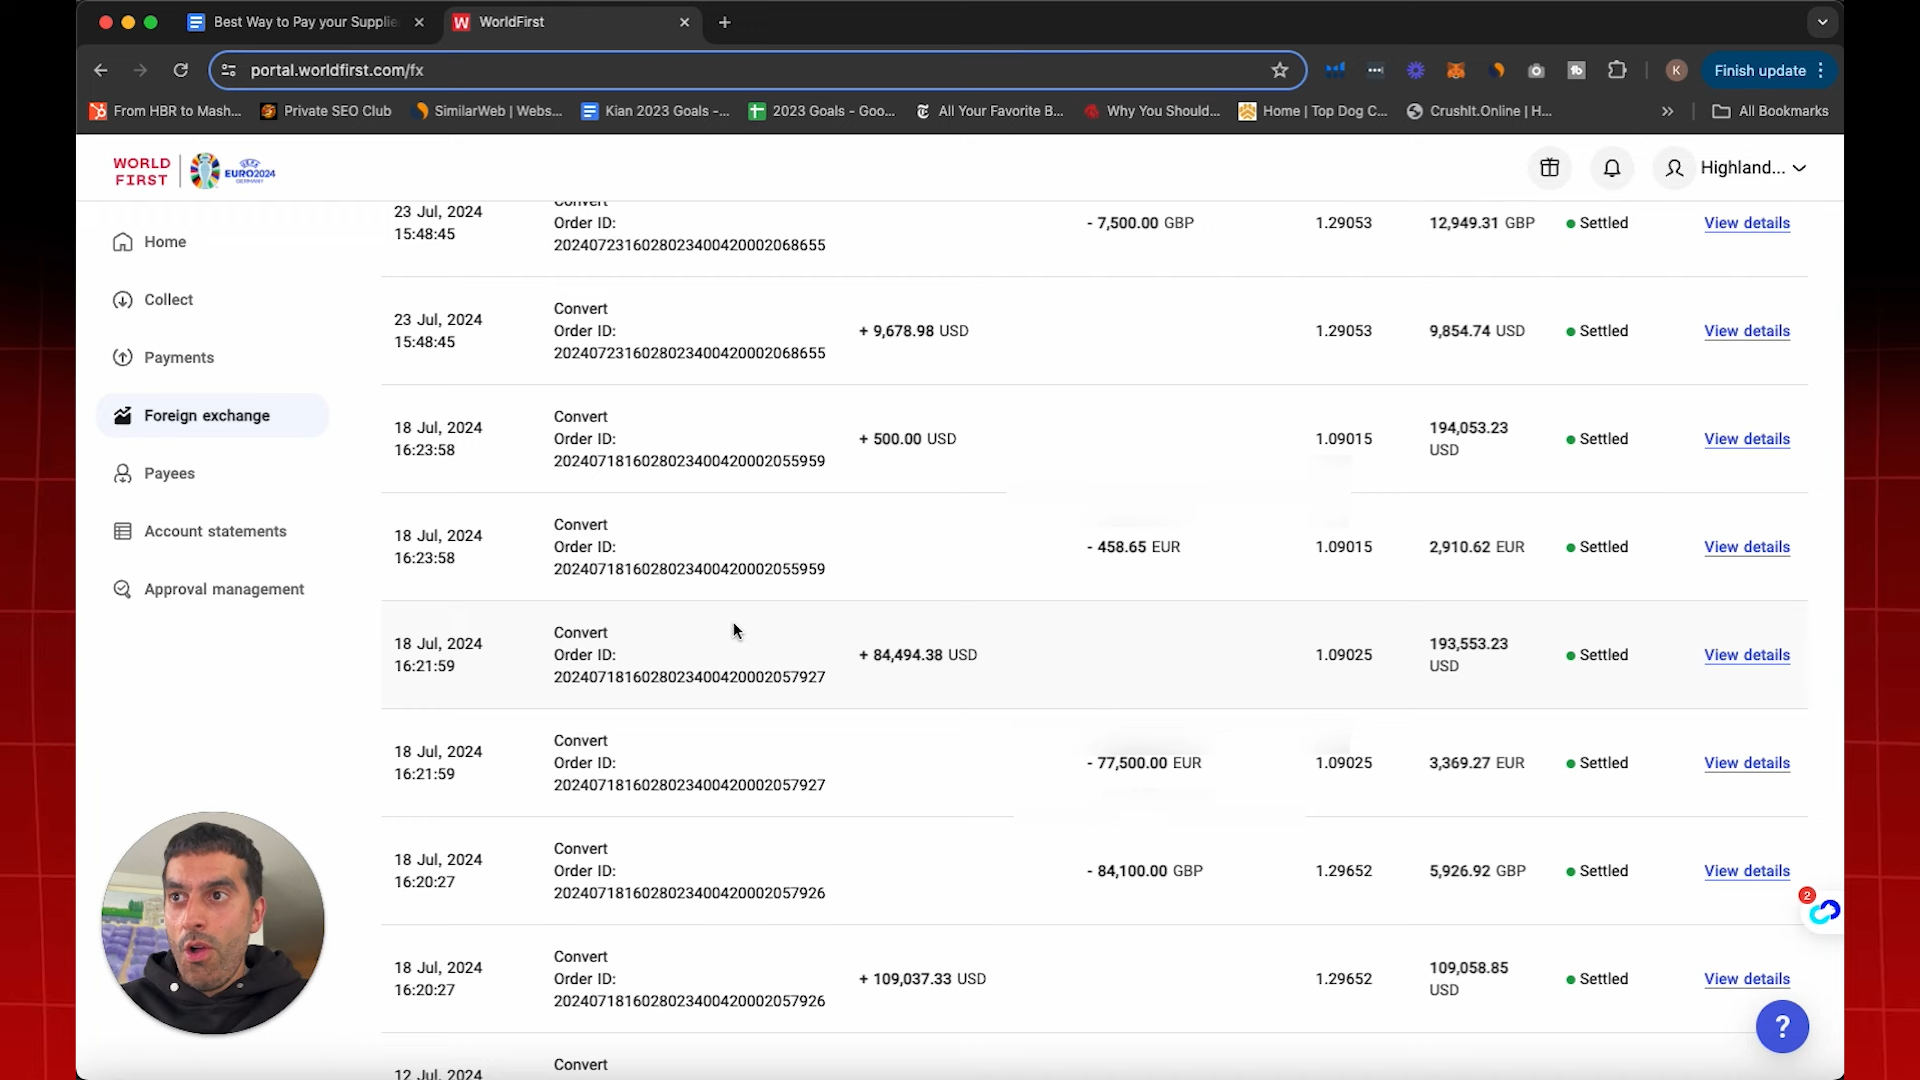 Best Way to Pay your Supplie
WorldFirst
portal.worldfirst.com/fx
K
Finish update
From HBR to Mash...
Private SEO Club
SimilarWeb | Webs...
Kian 2023 Goals -...
2023 Goals - Goo...
All Your Favorite B...
Why You Should...
Home | Top Dog C...
CrushIt.Online | H...
All Bookmarks
WORLD
FIRST
UEFA
EURO2024
GERMANY
Highland...
Home
Collect
Payments
Foreign exchange
Payees
Account statements
Approval management
23 Jul, 2024
15:48:45
Convert
Order ID:
2024072316028023400420002068655
- 7,500.00 GBP
1.29053
12,949.31 GBP
Settled
View details
23 Jul, 2024
15:48:45
Convert
Order ID:
2024072316028023400420002068655
+ 9,678.98 USD
1.29053
9,854.74 USD
Settled
View details
18 Jul, 2024
16:23:58
Convert
Order ID:
2024071816028023400420002055959
+ 500.00 USD
1.09015
194,053.23
USD
Settled
View details
18 Jul, 2024
16:23:58
Convert
Order ID:
2024071816028023400420002055959
- 458.65 EUR
1.09015
2,910.62 EUR
Settled
View details
18 Jul, 2024
16:21:59
Convert
Order ID:
2024071816028023400420002057927
+ 84,494.38 USD
1.09025
193,553.23
USD
Settled
View details
18 Jul, 2024
16:21:59
Convert
Order ID:
2024071816028023400420002057927
- 77,500.00 EUR
1.09025
3,369.27 EUR
Settled
View details
18 Jul, 2024
16:20:27
Convert
Order ID:
2024071816028023400420002057926
- 84,100.00 GBP
1.29652
5,926.92 GBP
Settled
View details
18 Jul, 2024
16:20:27
Convert
Order ID:
2024071816028023400420002057926
+ 109,037.33 USD
1.29652
109,058.85
USD
Settled
View details
12 Jul, 2024
Convert
2
?